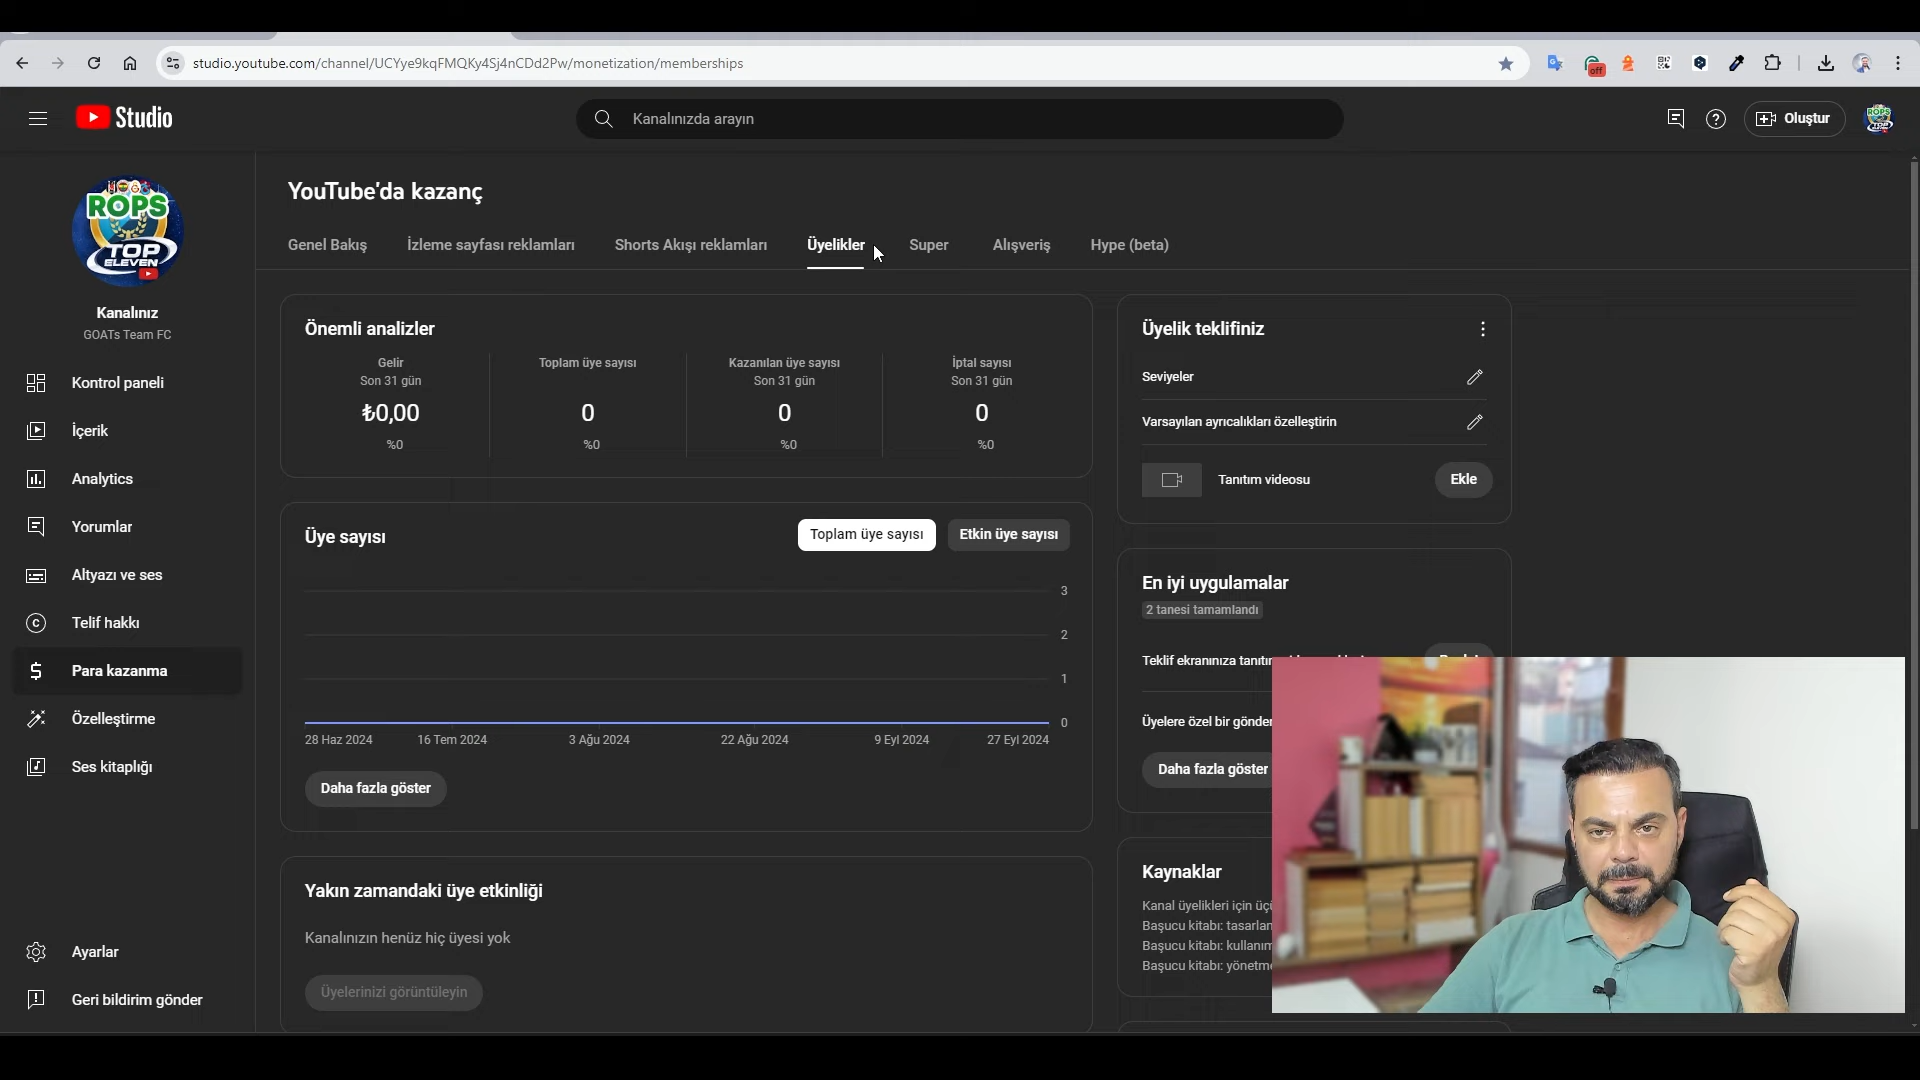 studio.youtube.com/channel/UCYye9kqFMQKy4Sj4nCDd2Pw/monetization/memberships
off
Studio
Kanalınızda arayın
Oluştur
ROPS
TOP
ELEVEN
Kanalınız
GOATs Team FC
Kontrol paneli
İçerik
Analytics
Yorumlar
Altyazı ve ses
Telif hakkı
Para kazanma
Özelleştirme
Ses kitaplığı
Ayarlar
Geri bildirim gönder
YouTube'da kazanç
Genel Bakış İzleme sayfası reklamları Shorts Akışı reklamları Üyelikler Super Alışveriş Hype (beta)
Önemli analizler
Gelir
Son 31 gün
₺0,00
%0
Toplam üye sayısı
0
%0
Kazanılan üye sayısı
Son 31 gün
0
%0
İptal sayısı
Son 31 gün
0
%0
Üye sayısı
Toplam üye sayısı Etkin üye sayısı
3
2
1
0
28 Haz 2024 16 Tem 2024 3 Ağu 2024 22 Ağu 2024 9 Eyl 2024 27 Eyl 2024
Daha fazla göster
Yakın zamandaki üye etkinliği
Kanalınızın henüz hiç üyesi yok
Üyelerinizi görüntüleyin
Üyelik teklifiniz
Seviyeler
Varsayılan ayrıcalıkları özelleştirin
Tanıtım videosu Ekle
En iyi uygulamalar
2 tanesi tamamlandı
Teklif ekranınıza
Üyelere özel bir
Daha fazla göster
Kaynaklar
Kanal üyelikleri için
Başucu kitabı:
Başucu kitabı:
Başucu kitabı: